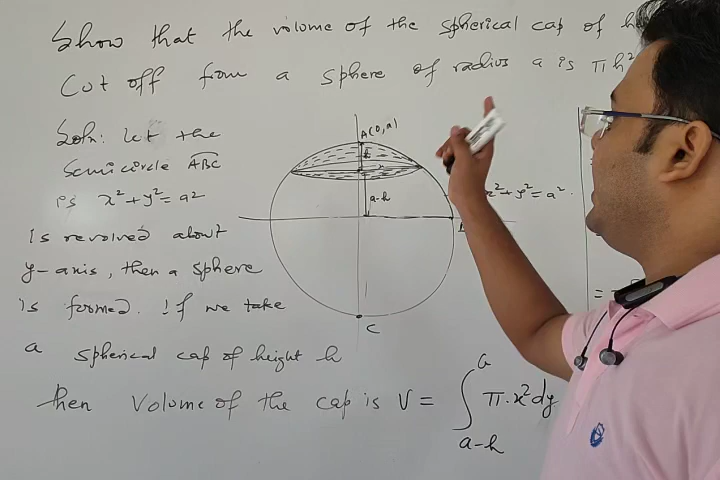 Show that the volume of the spherical cap of h
Cut off from a sphere of radius a is πh²
Soln: Let the
Semicircle ABC
is x² + y² = a²
is revolved about
y-axis, then a sphere
is formed. If we take
a spherical cap of height h
then Volume of the cap is V = ∫ₐ₋ₕᵃ π·x² dy
A(0, a)
h
x
a-h
x² + y² = a².
C
=